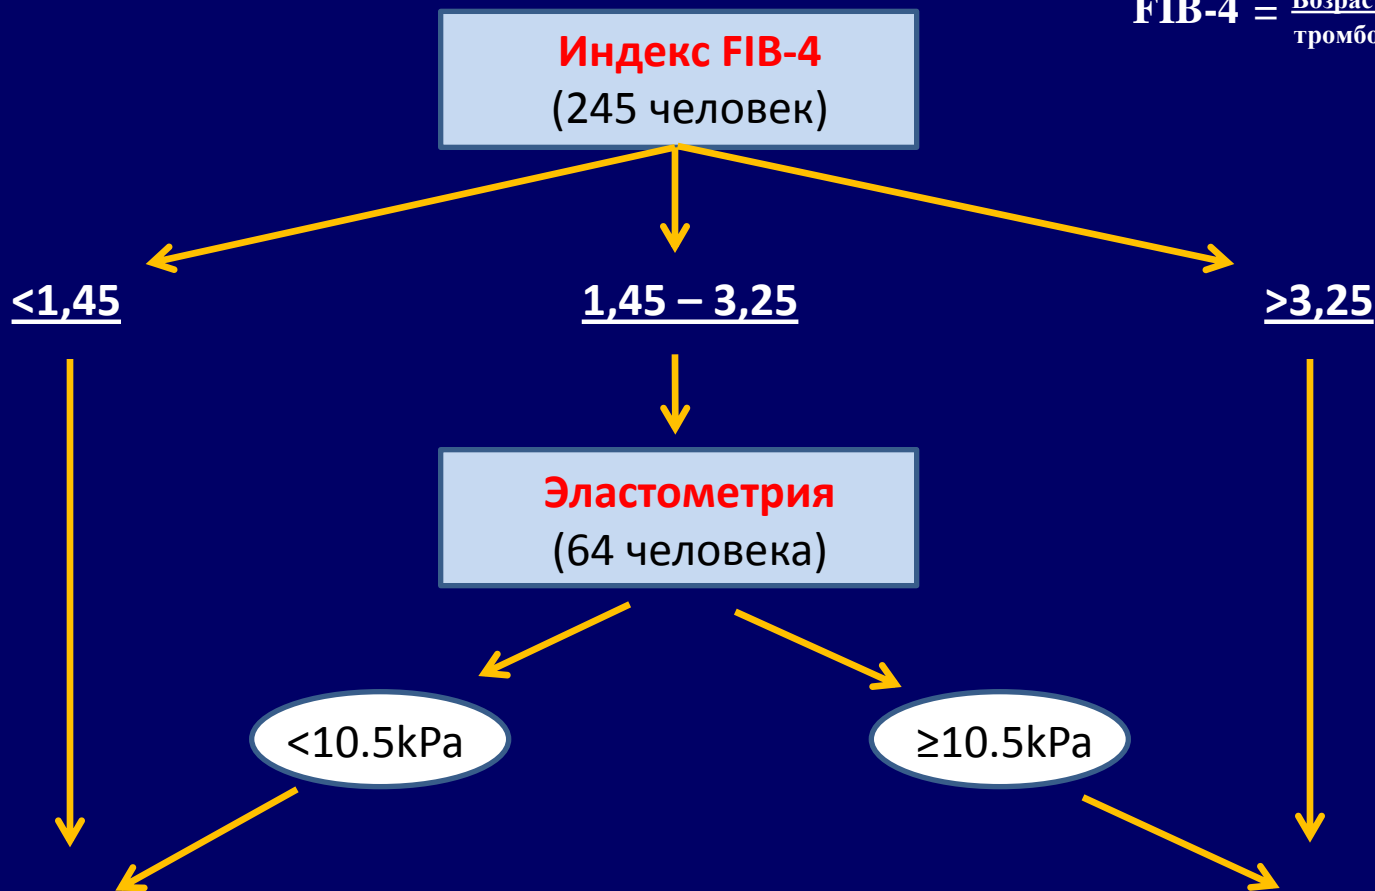 FIB-4 =
Индекс FIB-4
(245 человек)
<1,45
1,45 – 3,25
>3,25
Эластометрия
(64 человека)
<10.5kPa
≥10.5kPa